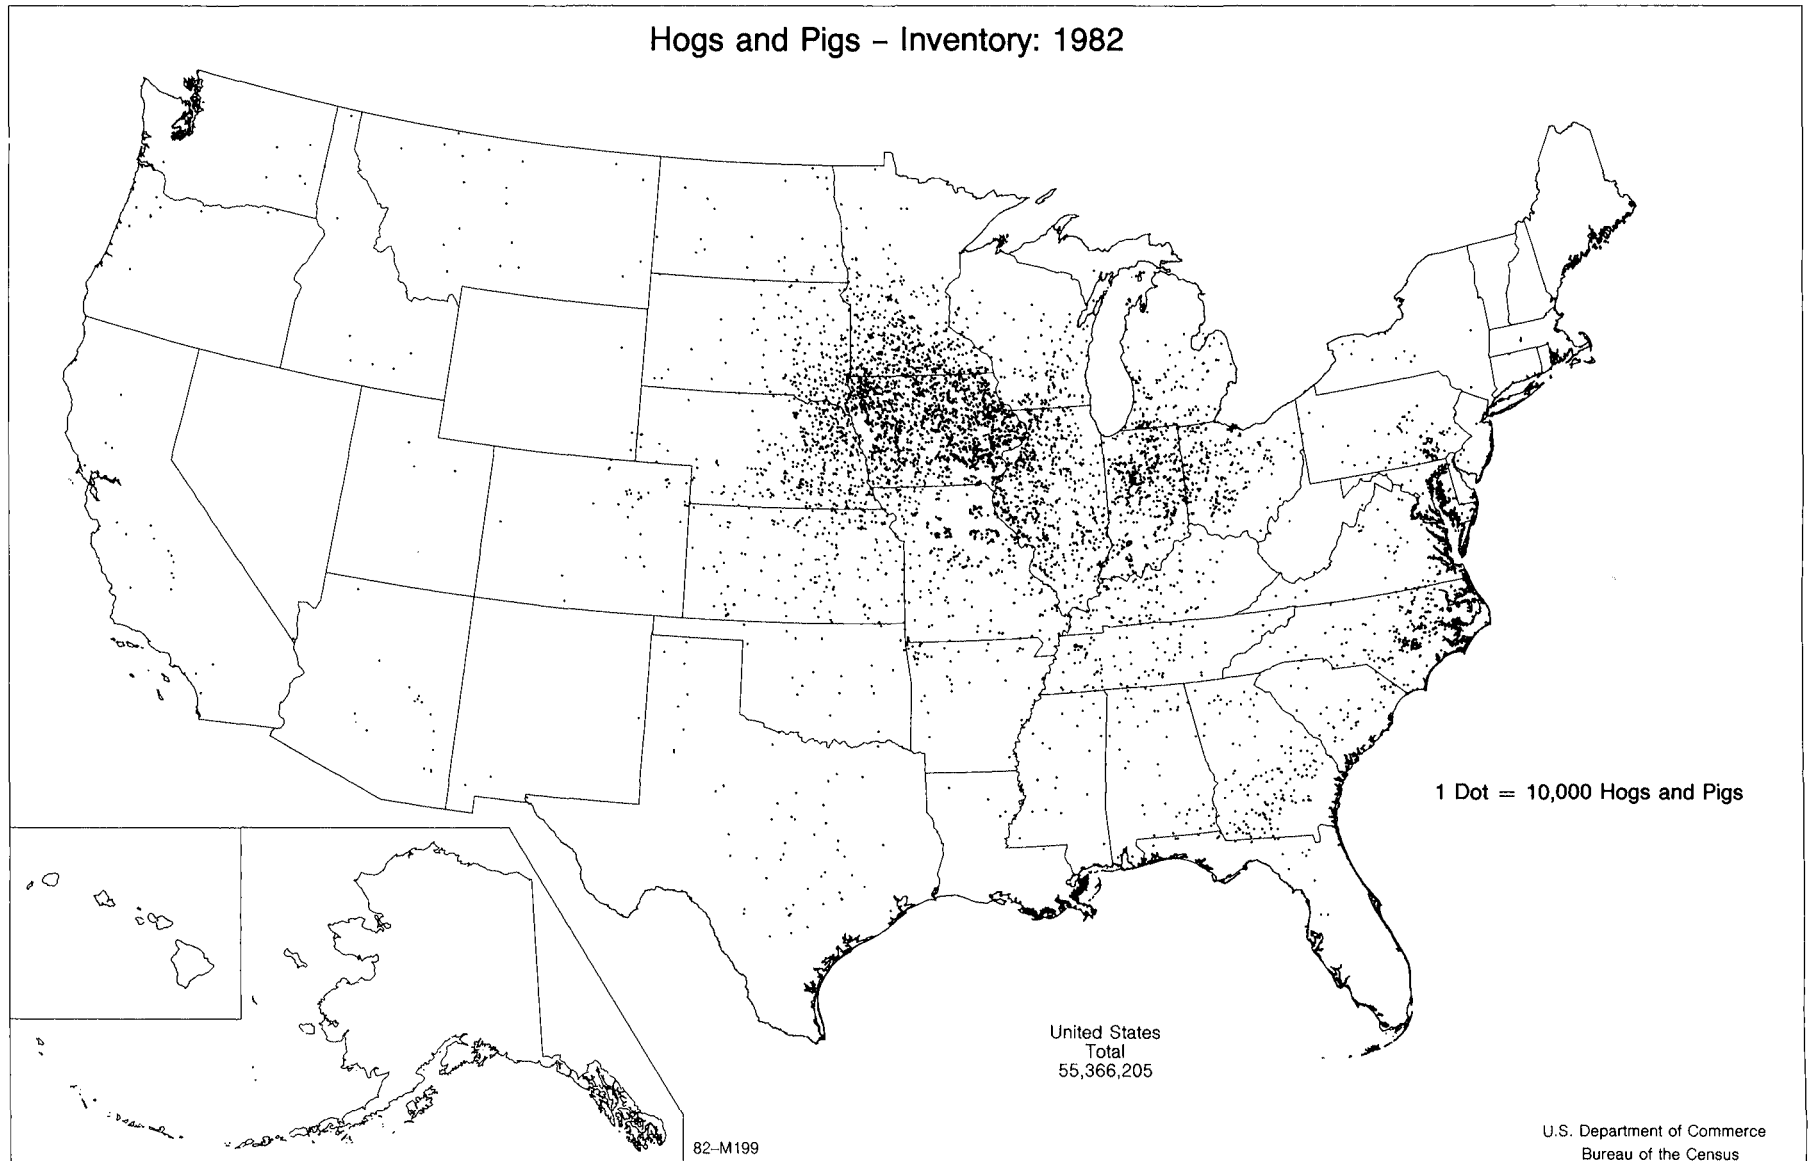 Hogs and Pigs – Inventory: 1982
1 Dot = 10,000 Hogs and Pigs
United States
Total
55,366,205
82–M199
U.S. Department of Commerce
Bureau of the Census